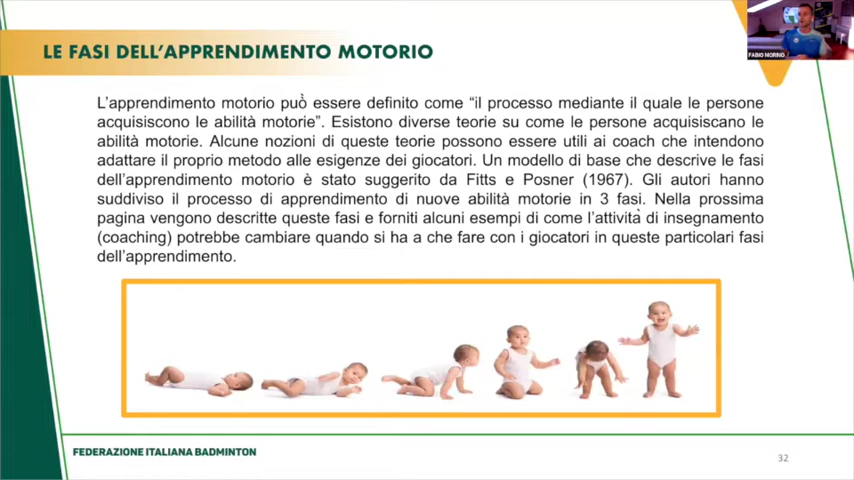 LE FASI DELL'APPRENDIMENTO MOTORIO
FABIO MORINO
L'apprendimento motorio può essere definito come “il processo mediante il quale le persone
acquisiscono le abilità motorie”. Esistono diverse teorie su come le persone acquisiscano le
abilità motorie. Alcune nozioni di queste teorie possono essere utili ai coach che intendono
adattare il proprio metodo alle esigenze dei giocatori. Un modello di base che descrive le fasi
dell'apprendimento motorio è stato suggerito da Fitts e Posner (1967). Gli autori hanno
suddiviso il processo di apprendimento di nuove abilità motorie in 3 fasi. Nella prossima
pagina vengono descritte queste fasi e forniti alcuni esempi di come l'attività di insegnamento
(coaching) potrebbe cambiare quando si ha a che fare con i giocatori in queste particolari fasi
dell'apprendimento.
FEDERAZIONE ITALIANA BADMINTON
32